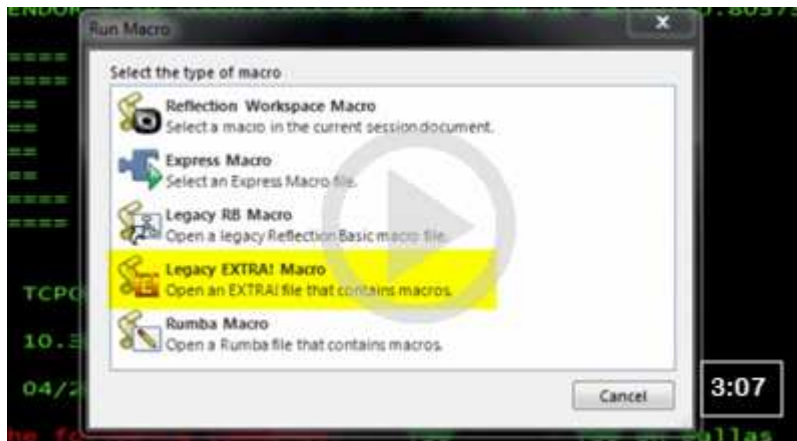 Run Macro
Select the type of macro
Reflection Workspace Macro
Select a macro in the current session document.
Express Macro
Select an Express Macro file.
Legacy RB Macro
Open a legacy Reflection Basic macro file.
Legacy EXTRA! Macro
Open an EXTRA! file that contains macros.
Rumba Macro
Open a Rumba file that contains macros.
TCPO
10.3
04/2
Cancel
3:07